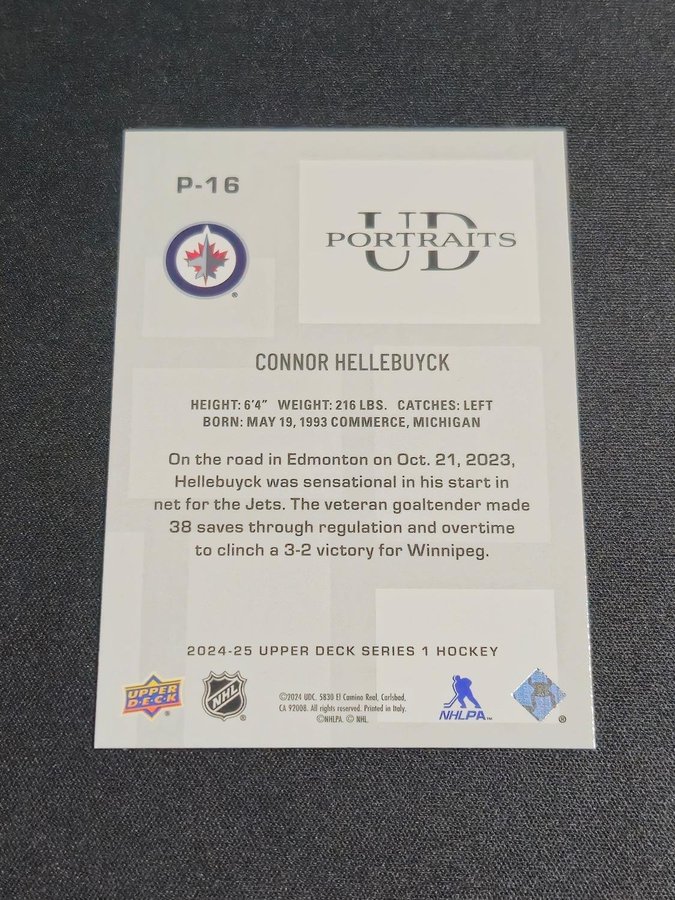 P-16
UD
PORTRAITS
CONNOR HELLEBUYCK
HEIGHT: 6'4" WEIGHT: 216 LBS. CATCHES: LEFT
BORN: MAY 19, 1993 COMMERCE, MICHIGAN
On the road in Edmonton on Oct. 21, 2023,
Hellebuyck was sensational in his start in
net for the Jets. The veteran goaltender made
38 saves through regulation and overtime
to clinch a 3-2 victory for Winnipeg.
2024-25 UPPER DECK SERIES 1 HOCKEY
UPPER
DECK
NHL
©2024 UDC. 5830 El Camino Real, Carlsbad,
CA 92008. All rights reserved. Printed in Italy.
©NHLPA. © NHL.
NHLPA